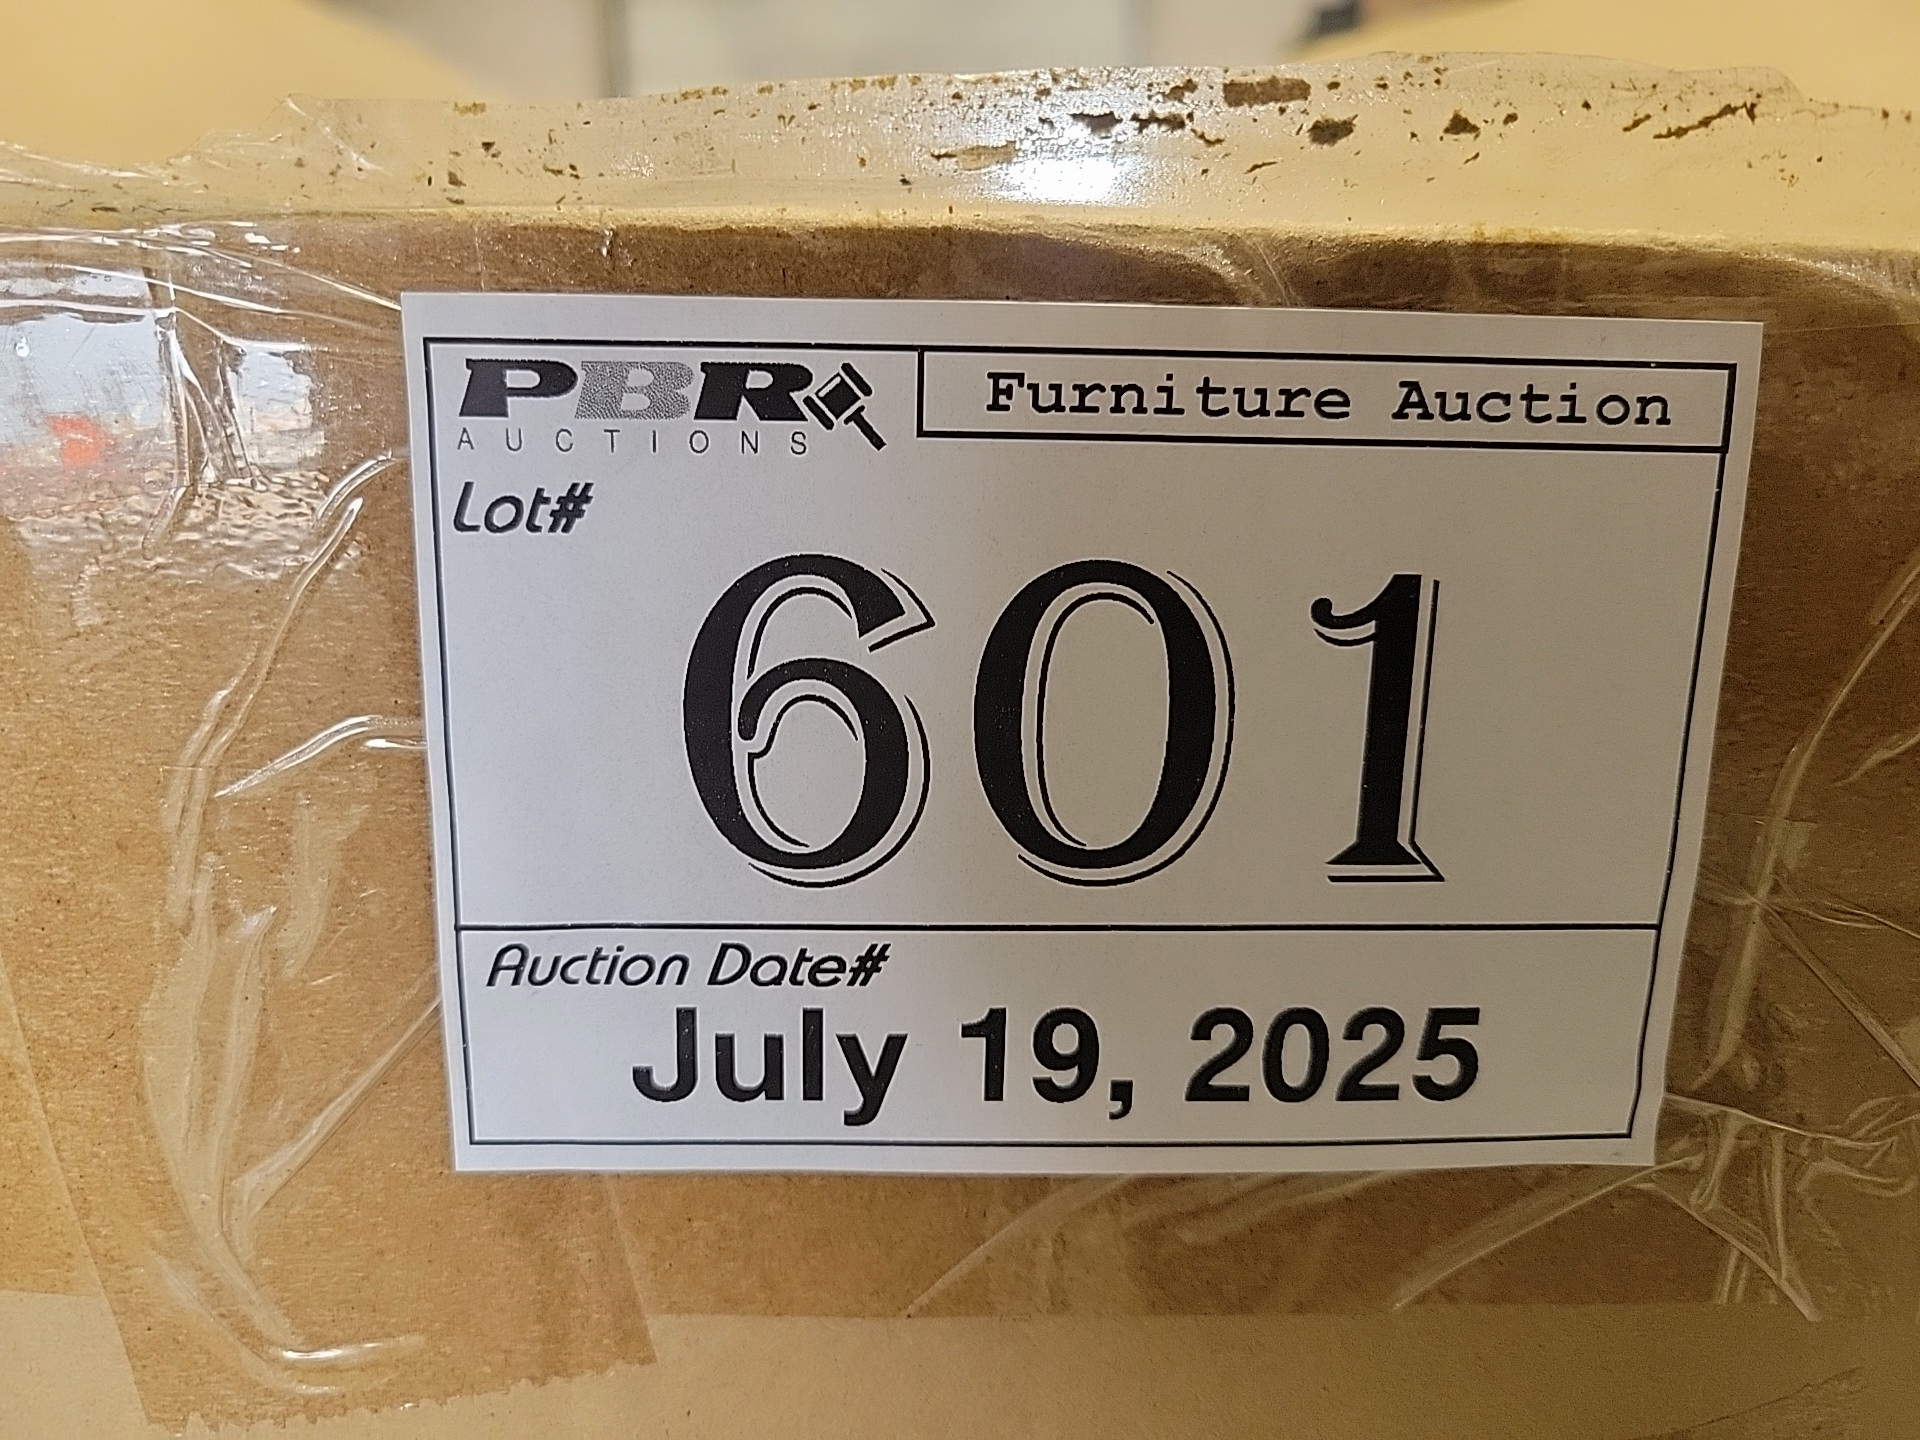 PBR
AUCTIONS
Furniture Auction
Lot#
601
Auction Date#
July 19, 2025